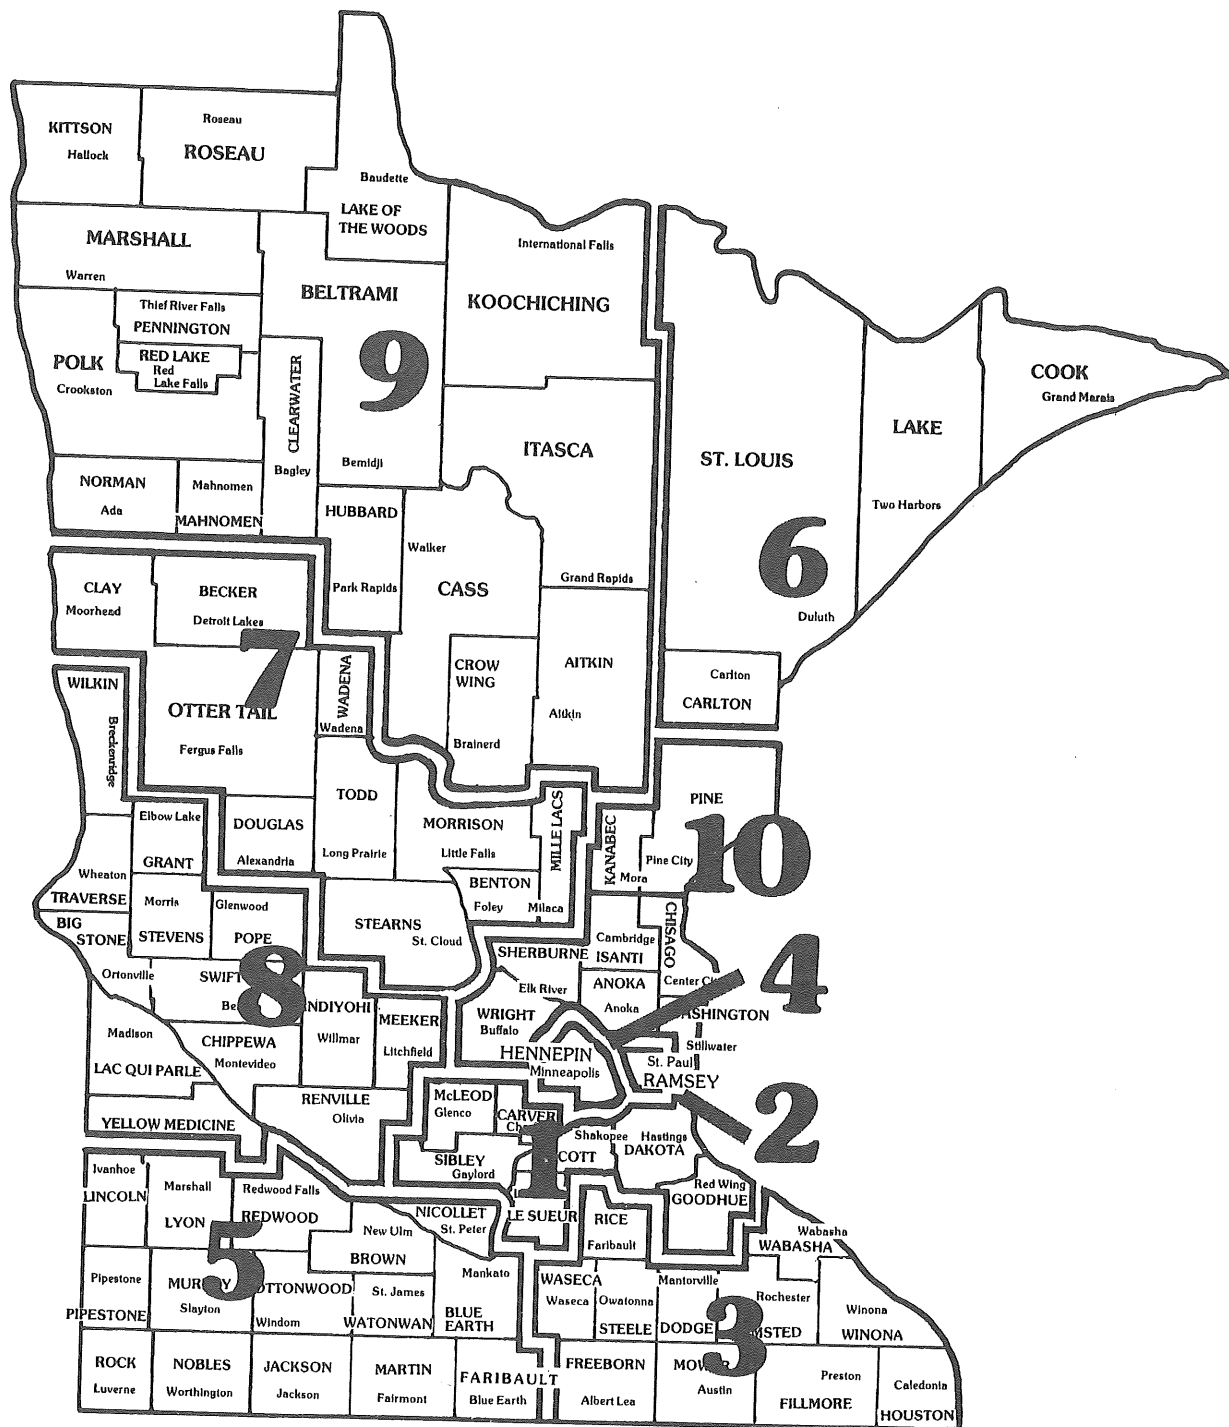 KITTSON
Hallock
Roseau
ROSEAU
Baudette
LAKE OF
THE WOODS
MARSHALL
Warren
International Falls
KOOCHICHING
BELTRAMI
Thief River Falls
PENNINGTON
RED LAKE
Red
Lake Falls
POLK
Crookston
9
CLEARWATER
Bagley
Bemidji
ITASCA
Grand Rapids
ST. LOUIS
LAKE
Two Harbors
COOK
Grand Marais
6
Duluth
NORMAN
Ada
Mahnomen
MAHNOMEN
HUBBARD
Park Rapids
Walker
CASS
CLAY
Moorhead
BECKER
Detroit Lakes
7
CROW
WING
Brainerd
AITKIN
Aitkin
Carlton
CARLTON
WILKIN
Breckenridge
OTTER TAIL
Fergus Falls
WADENA
Wadena
TODD
Long Prairie
MORRISON
Little Falls
MILLE LACS
Milaca
KANABEC
Mora
PINE
Pine City
10
Elbow Lake
GRANT
DOUGLAS
Alexandria
Wheaton
TRAVERSE
BIG
STONE
Ortonville
Morris
STEVENS
Glenwood
POPE
STEARNS
St. Cloud
BENTON
Foley
SHERBURNE
Elk River
Cambridge
ISANTI
CHISAGO
Center
4
SWIFT
8
Willmar
MEEKER
Litchfield
WRIGHT
Buffalo
ANOKA
Anoka
Stillwater
HENNEPIN
Minneapolis
St. Paul
RAMSEY
2
Madison
LAC QUI PARLE
CHIPPEWA
Montevideo
YELLOW MEDICINE
RENVILLE
Olivia
McLEOD
Glenco
CARVER
1
Shakopee
Hastings
DAKOTA
SIBLEY
Gaylord
Red Wing
GOODHUE
Ivanhoe
LINCOLN
Marshall
LYON
Redwood Falls
REDWOOD
New Ulm
BROWN
NICOLLET
St. Peter
LE SUEUR
RICE
Faribault
Wabasha
WABASHA
5
Pipestone
PIPESTONE
Slayton
Windom
St. James
WATONWAN
Mankato
BLUE
EARTH
WASECA
Waseca
Owatonna
STEELE
Mantorville
DODGE
3
Rochester
Winona
WINONA
ROCK
Luverne
NOBLES
Worthington
JACKSON
Jackson
MARTIN
Fairmont
FARIBAULT
Blue Earth
FREEBORN
Albert Lea
Austin
Preston
FILLMORE
Caledonia
HOUSTON